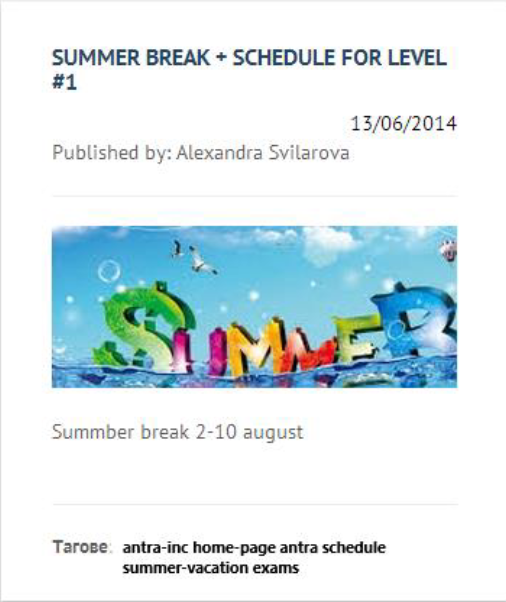 SUMMER BREAK + SCHEDULE FOR LEVEL
#1
13/06/2014
Published by: Alexandra Svilarova
SUMMER
Summber break 2-10 august
Тагове: antra-inc home-page antra schedule
summer-vacation exams